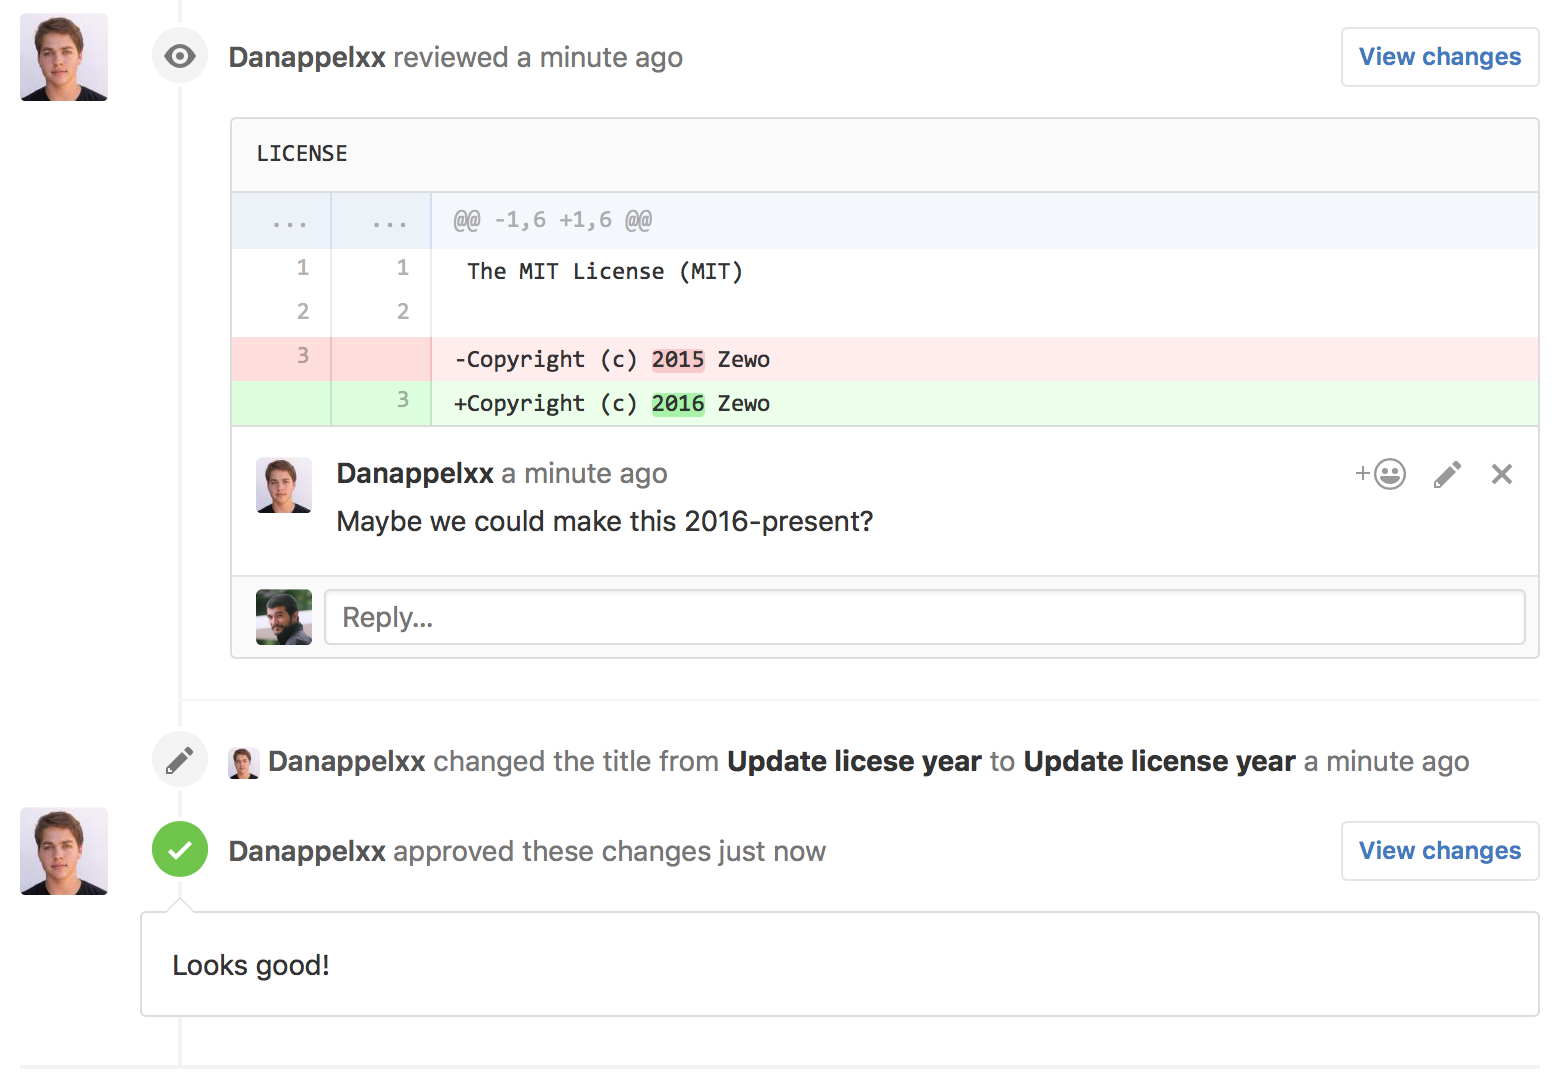 Danappelxx reviewed a minute ago
View changes
LICENSE
... ... @@ -1,6 +1,6 @@
1 1 The MIT License (MIT)
2 2
3 -Copyright (c) 2015 Zewo
3 +Copyright (c) 2016 Zewo
Danappelxx a minute ago
Maybe we could make this 2016-present?
Reply...
Danappelxx changed the title from Update licese year to Update license year a minute ago
Danappelxx approved these changes just now
View changes
Looks good!